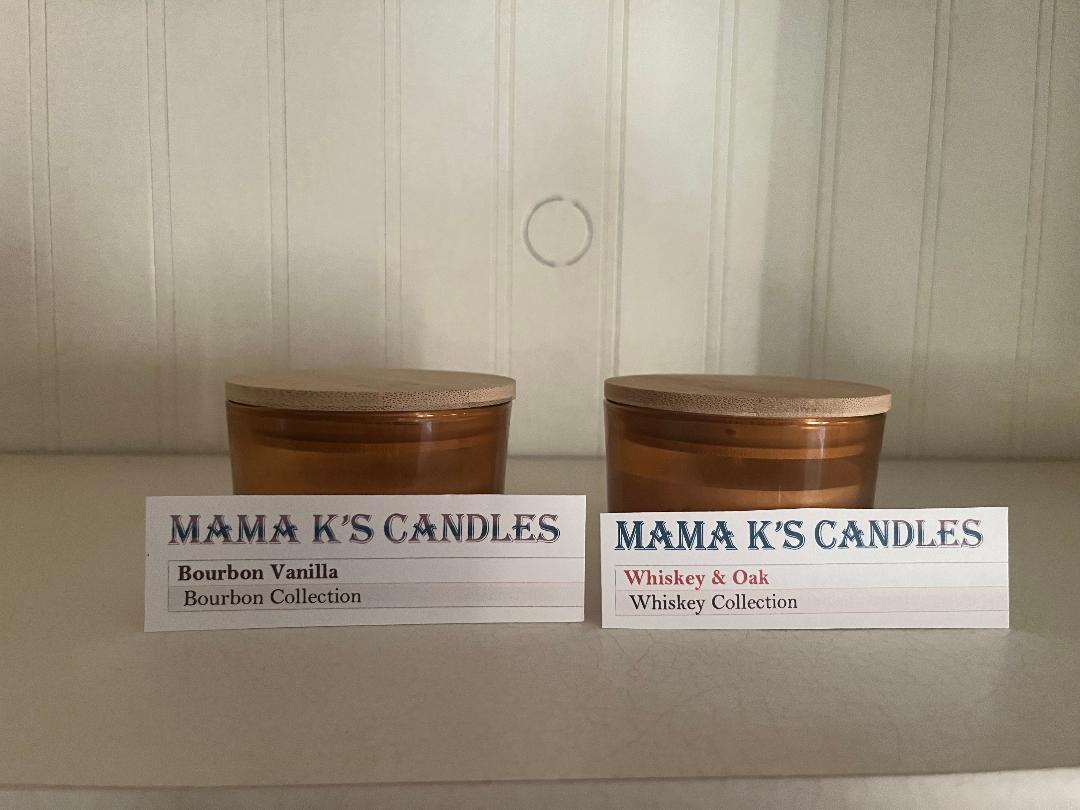 MAMA K'S CANDLES
Bourbon Vanilla
Bourbon Collection
MAMA K'S CANDLES
Whiskey & Oak
Whiskey Collection